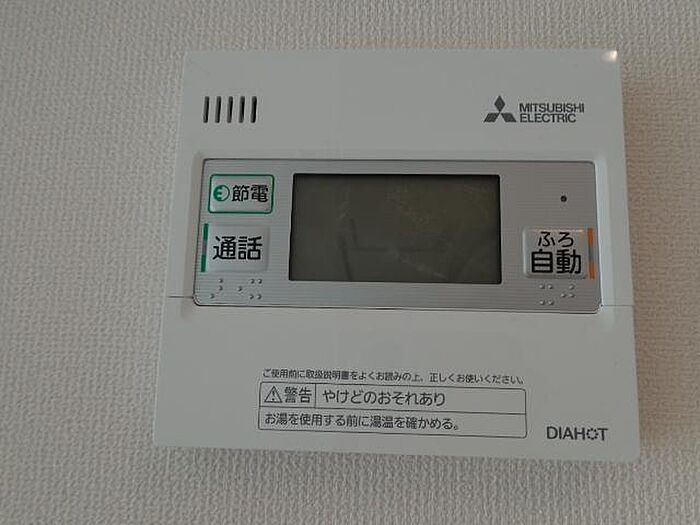 MITSUBISHI
ELECTRIC
節電
通話
ふろ
自動
ご使用前に取扱説明書をよくお読みの上、正しくお使いください。
警告 やけどのおそれあり
お湯を使用する前に湯温を確かめる。
DIAHOT